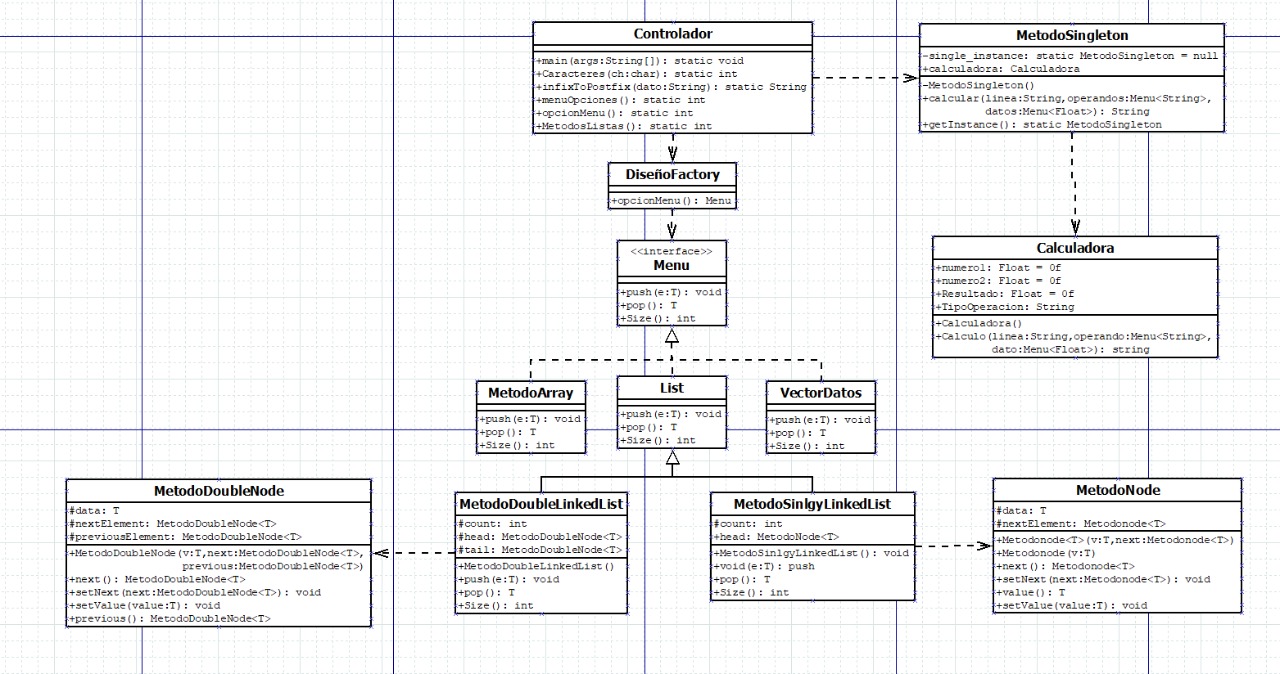 Controlador
+main(args:String[]): static void
+Caracteres(ch:char): static int
+infixToPostfix(dato:String): static String
+menuOpciones(): static int
+opcionMenu(): static int
+MetodosListas(): static int
MetodoSingleton
-single_instance: static MetodoSingleton = null
+calculadora: Calculadora
-MetodoSingleton()
+calcular(linea:String,operandos:Menu<String>,
datos:Menu<Float>): String
+getInstance(): static MetodoSingleton
DiseñoFactory
+opcionMenu(): Menu
<<interface>>
Menu
+push(e:T): void
+pop(): T
+Size(): int
Calculadora
+numero1: Float = 0f
+numero2: Float = 0f
+Resultado: Float = 0f
+TipoOperacion: String
+Calculadora()
+Calculo(linea:String,operando:Menu<String>,
dato:Menu<Float>): string
MetodoArray
+push(e:T): void
+pop(): T
+Size(): int
List
+push(e:T): void
+pop(): T
+Size(): int
VectorDatos
+push(e:T): void
+pop(): T
+Size(): int
MetodoDoubleNode
#data: T
#nextElement: MetodoDoubleNode<T>
#previousElement: MetodoDoubleNode<T>
+MetodoDoubleNode(v:T,next:MetodoDoubleNode<T>,
previous:MetodoDoubleNode<T>)
+next(): MetodoDoubleNode<T>
+setNext(next:MetodoDoubleNode<T>): void
+setValue(value:T): void
+previous(): MetodoDoubleNode<T>
MetodoDoubleLinkedList
#count: int
#head: MetodoDoubleNode<T>
#tail: MetodoDoubleNode<T>
+MetodoDoubleLinkedList()
+push(e:T): void
+pop(): T
+Size(): int
MetodoSinlgyLinkedList
#count: int
+head: MetodoNode<T>
+MetodoSinlgyLinkedList(): void
+void(e:T): push
+pop(): T
+Size(): int
MetodoNode
#data: T
#nextElement: Metodonode<T>
+Metodonode<T>(v:T,next:Metodonode<T>)
+Metodonode(v:T)
+next(): Metodonode<T>
+setNext(next:Metodonode<T>): void
+value(): T
+setValue(value:T): void